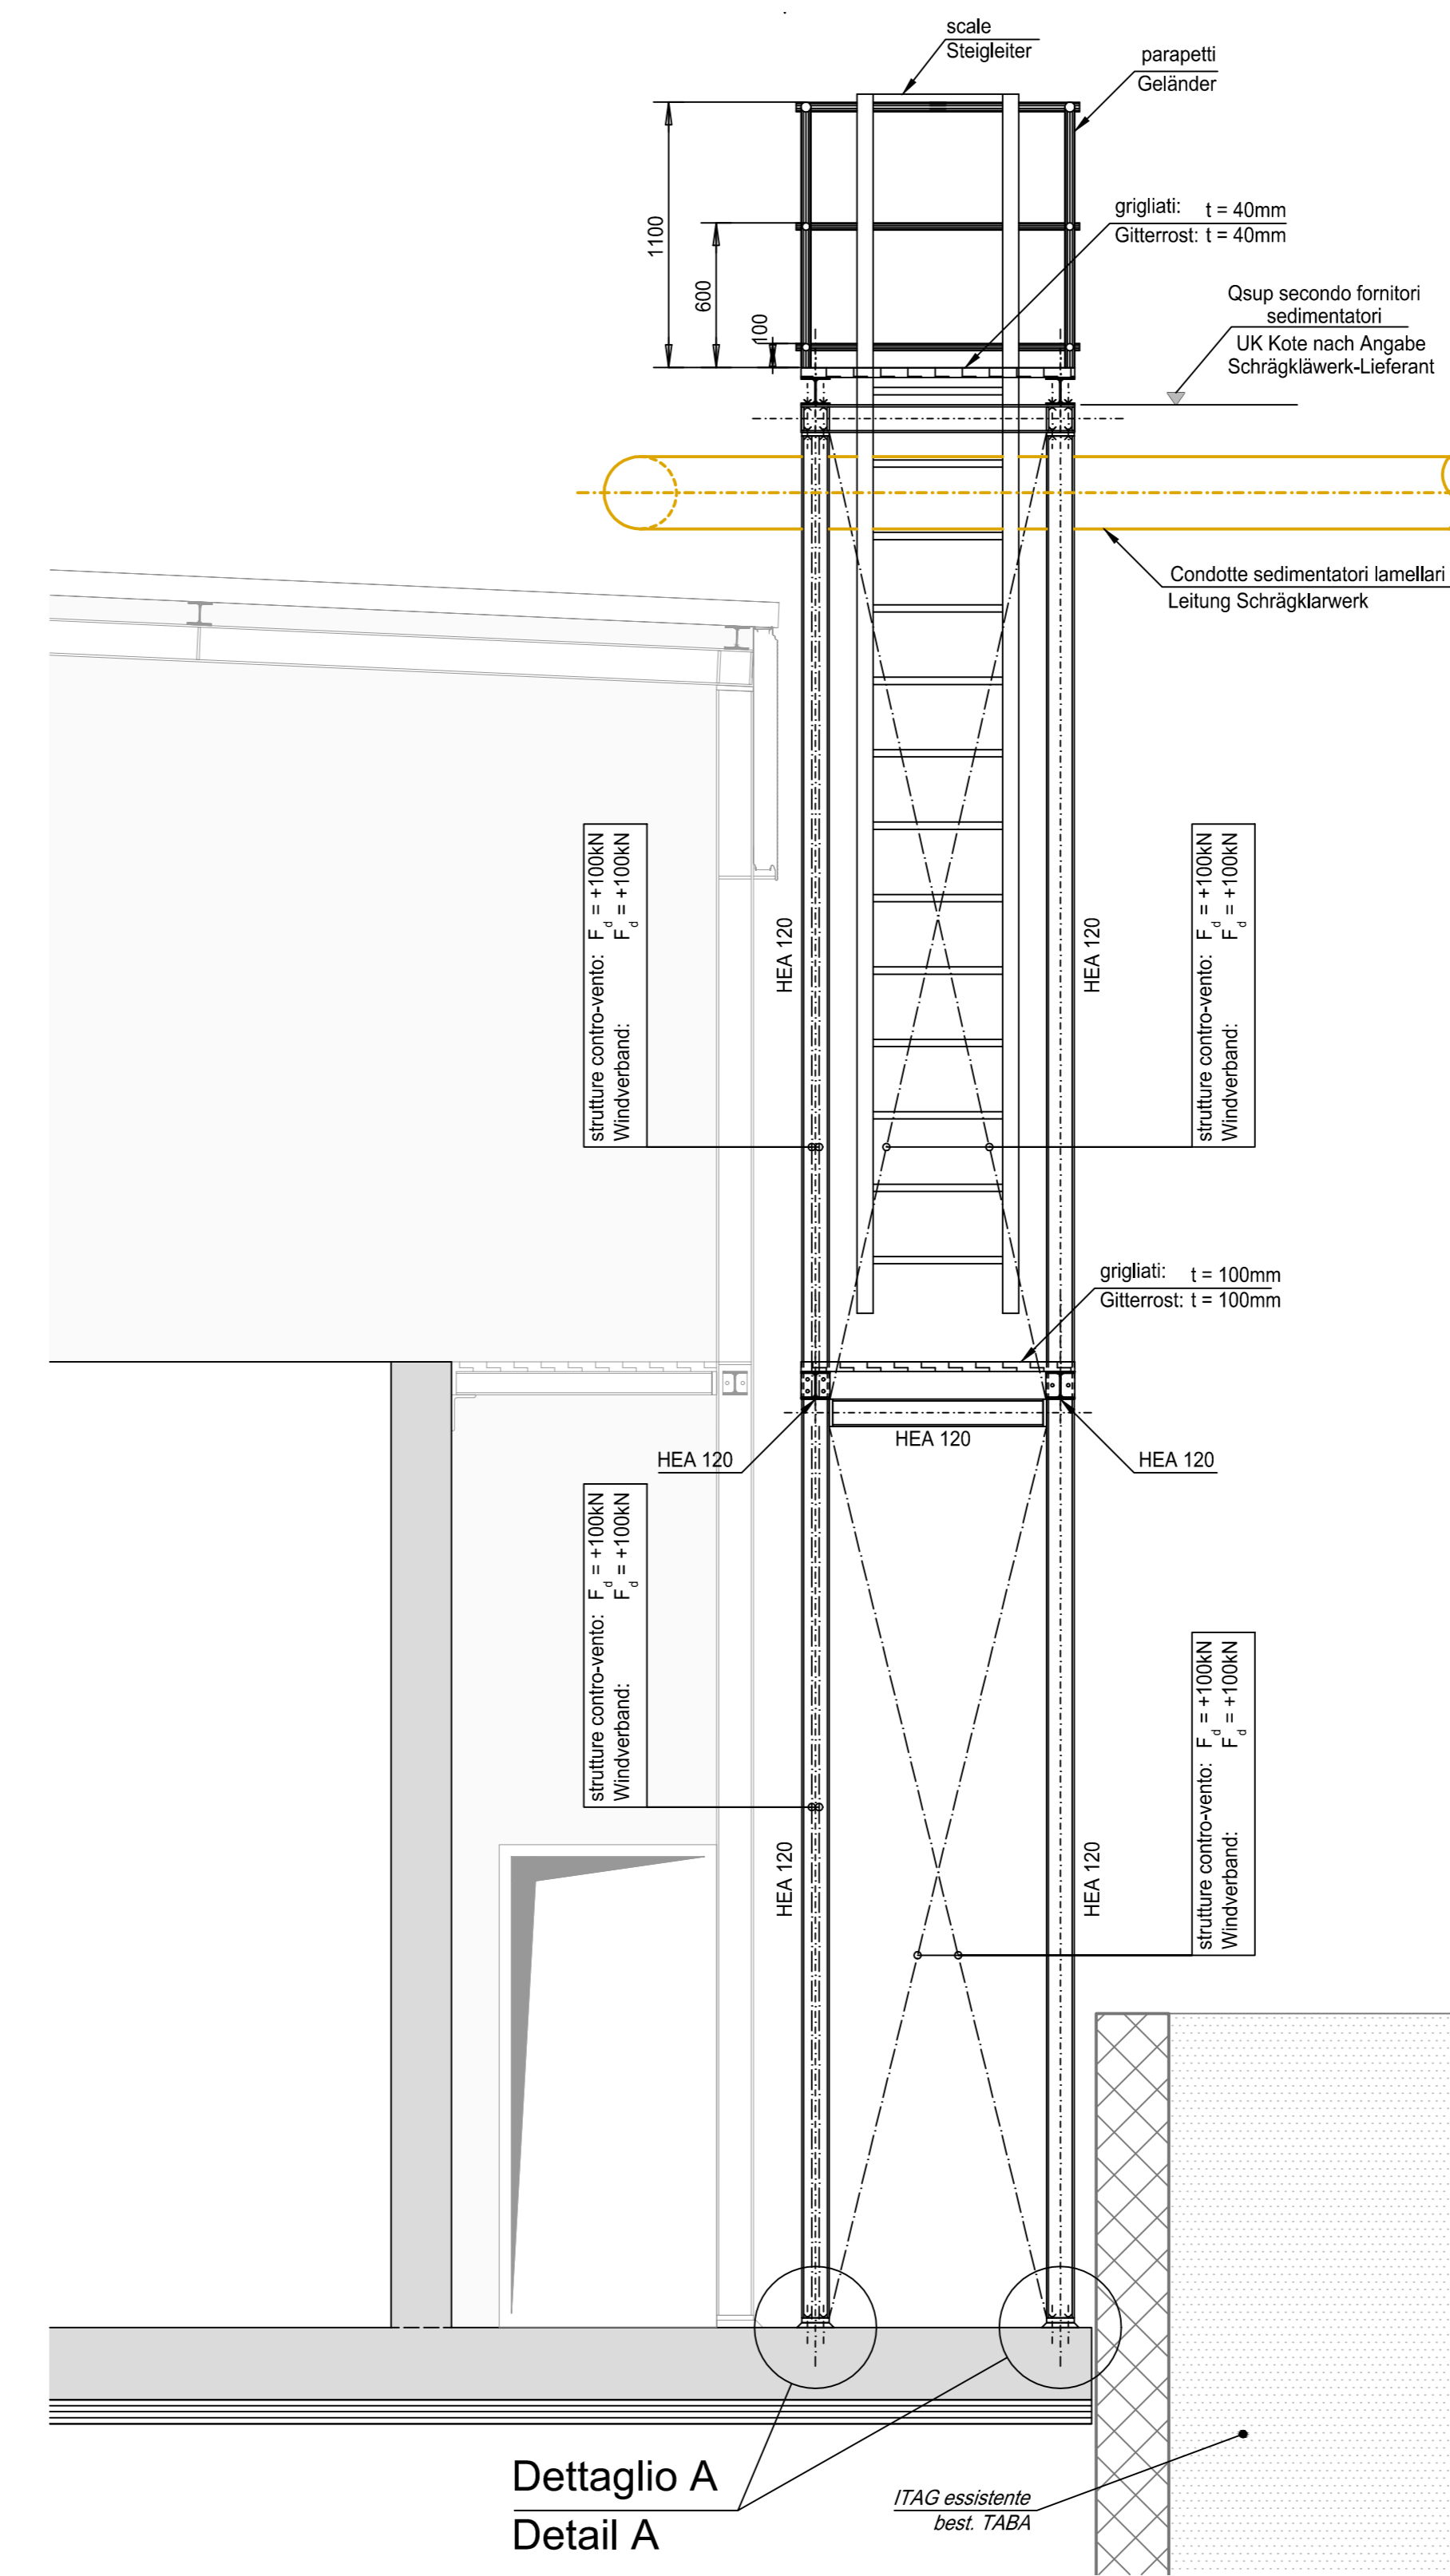 scale
Steigleiter
parapetti
Geländer
1100
600
100
grigliati: t = 40mm
Gitterrost: t = 40mm
Qsup secondo fornitori
sedimentatori
UK Kote nach Angabe
Schrägkläwerk-Lieferant
Condotte sedimentatori lamellari
Leitung Schrägklarwerk
strutture contro-vento: Fd = +100kN
Windverband: Fd = +100kN
HEA 120
HEA 120
strutture contro-vento: Fd = +100kN
Windverband: Fd = +100kN
grigliati: t = 100mm
Gitterrost: t = 100mm
HEA 120
HEA 120
HEA 120
strutture contro-vento: Fd = +100kN
Windverband: Fd = +100kN
HEA 120
HEA 120
strutture contro-vento: Fd = +100kN
Windverband: Fd = +100kN
Dettaglio A
Detail A
ITAG essistente
best. TABA